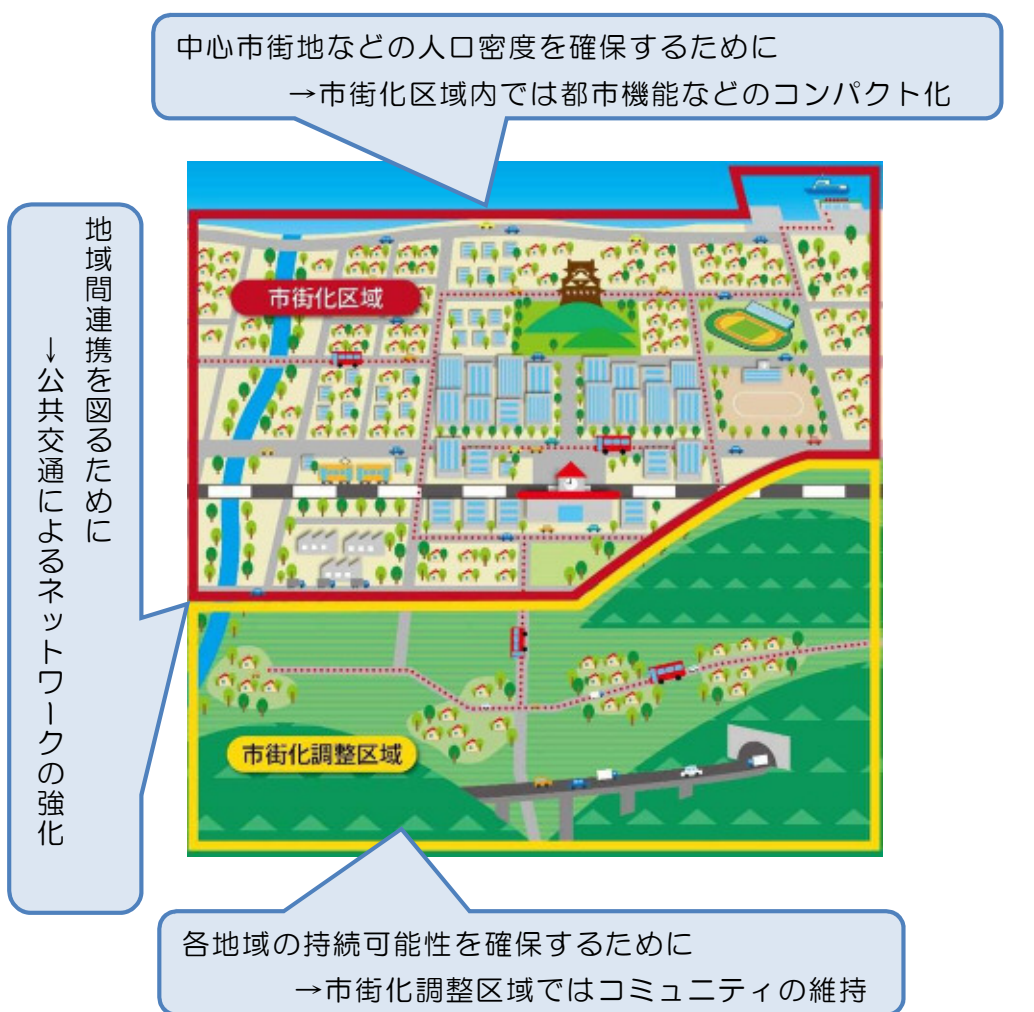 中心市街地などの人口密度を確保するために
→市街化区域内では都市機能などのコンパクト化
地域間連携を図るために
→公共交通によるネットワークの強化
市街化区域
市街化調整区域
各地域の持続可能性を確保するために
→市街化調整区域ではコミュニティの維持